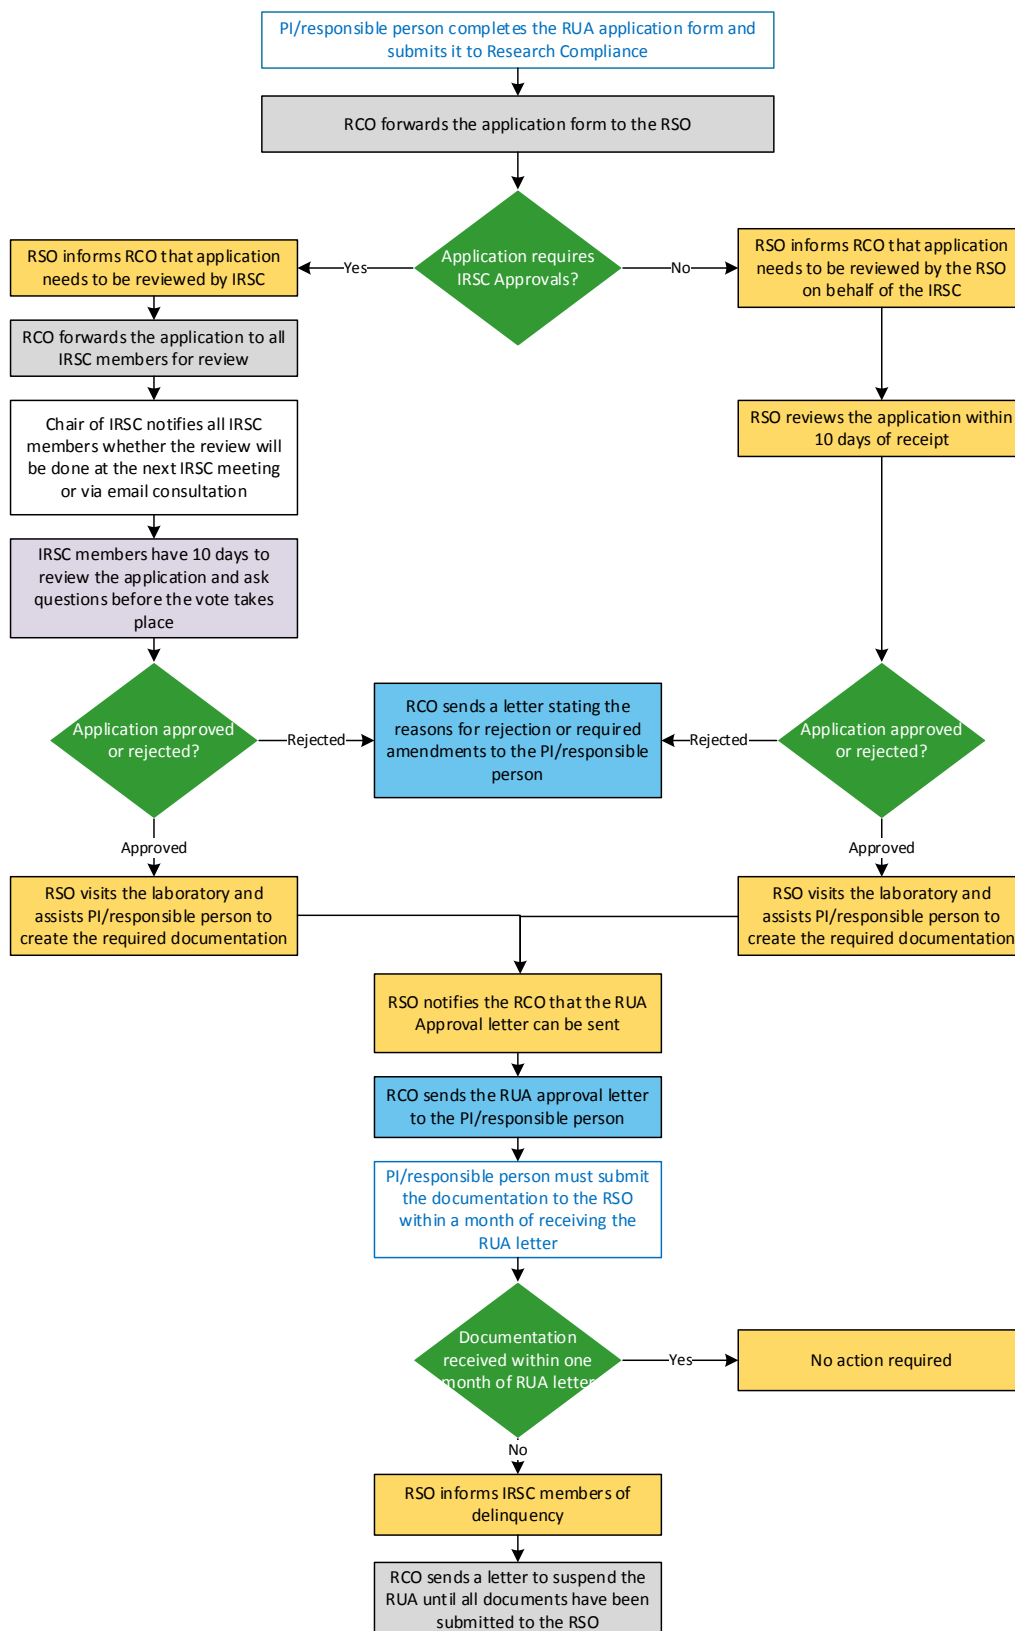 PI/responsible person completes the RUA application form and
submits it to Research Compliance
RCO forwards the application form to the RSO
Application requires
IRSC Approvals?
Yes
No
RSO informs RCO that application
needs to be reviewed by IRSC
RSO informs RCO that application
needs to be reviewed by the RSO
on behalf of the IRSC
RCO forwards the application to all
IRSC members for review
Chair of IRSC notifies all IRSC
members whether the review will
be done at the next IRSC meeting
or via email consultation
RSO reviews the application within
10 days of receipt
IRSC members have 10 days to
review the application and ask
questions before the vote takes
place
Application approved
or rejected?
Rejected
RCO sends a letter stating the
reasons for rejection or required
amendments to the PI/responsible
person
Rejected
Application approved
or rejected?
Approved
Approved
RSO visits the laboratory and
assists PI/responsible person to
create the required documentation
RSO visits the laboratory and
assists PI/responsible person to
create the required documentation
RSO notifies the RCO that the RUA
Approval letter can be sent
RCO sends the RUA approval letter
to the PI/responsible person
PI/responsible person must submit
the documentation to the RSO
within a month of receiving the
RUA letter
Documentation
received within one
month of RUA letter
Yes
No action required
No
RSO informs IRSC members of
delinquency
RCO sends a letter to suspend the
RUA until all documents have been
submitted to the RSO